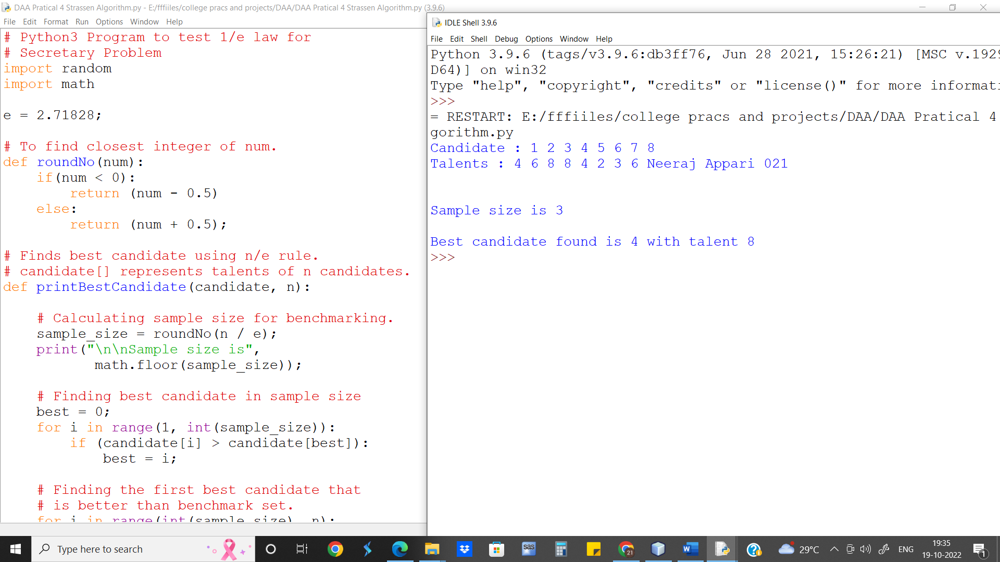 DAA Pratical 4 Strassen Algorithm.py - E:/fffiiles/college pracs and projects/DAA/DAA Pratical 4 Strassen Algorithm.py (3.9.6)
File Edit Format Run Options Window Help
# Python3 Program to test 1/e law for
# Secretary Problem
import random
import math
e = 2.71828;
# To find closest integer of num.
def roundNo(num):
    if(num < 0):
        return (num - 0.5)
    else:
        return (num + 0.5);
# Finds best candidate using n/e rule.
# candidate[] represents talents of n candidates.
def printBestCandidate(candidate, n):
    # Calculating sample size for benchmarking.
    sample_size = roundNo(n / e);
    print("\n\nSample size is",
           math.floor(sample_size));
    # Finding best candidate in sample size
    best = 0;
    for i in range(1, int(sample_size)):
        if (candidate[i] > candidate[best]):
            best = i;
    # Finding the first best candidate that
    # is better than benchmark set.
    for i in range(int(sample_size), n):
IDLE Shell 3.9.6
File Edit Shell Debug Options Window Help
Python 3.9.6 (tags/v3.9.6:db3ff76, Jun 28 2021, 15:26:21) [MSC v.1929
D64)] on win32
Type "help", "copyright", "credits" or "license()" for more informati
>>>
= RESTART: E:/fffiiles/college pracs and projects/DAA/DAA Pratical 4
gorithm.py
Candidate : 1 2 3 4 5 6 7 8
Talents : 4 6 8 8 4 2 3 6 Neeraj Appari 021
Sample size is 3
Best candidate found is 4 with talent 8
>>>
Type here to search
sas
21
W
29°C
ENG
19:35
19-10-2022
1